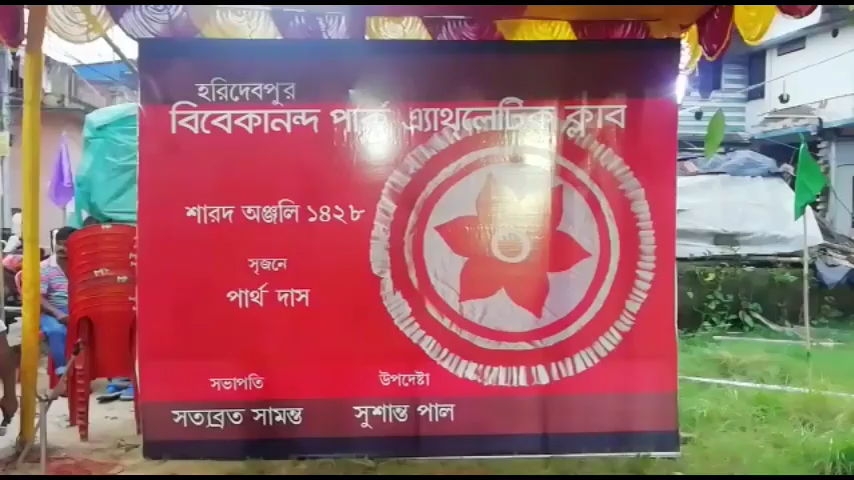 হরিদেবপুর
বিবেকানন্দ পার্ক এ্যাথলেটিক ক্লাব
শারদ অঞ্জলি ১৪২৮
সৃজনে
পার্থ দাস
সভাপতি উপদেষ্টা
সত্যব্রত সামন্ত সুশান্ত পাল